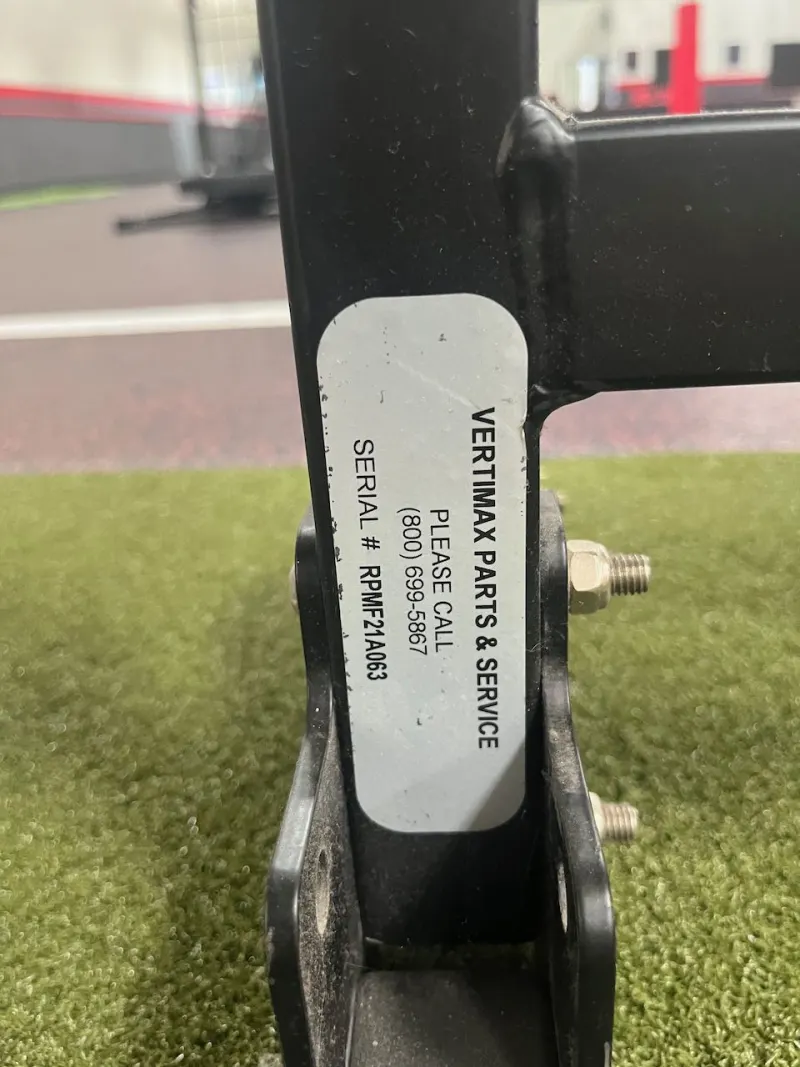 VERTIMAX PARTS & SERVICE
PLEASE CALL
(800) 699-5867
SERIAL # RPMF21A063